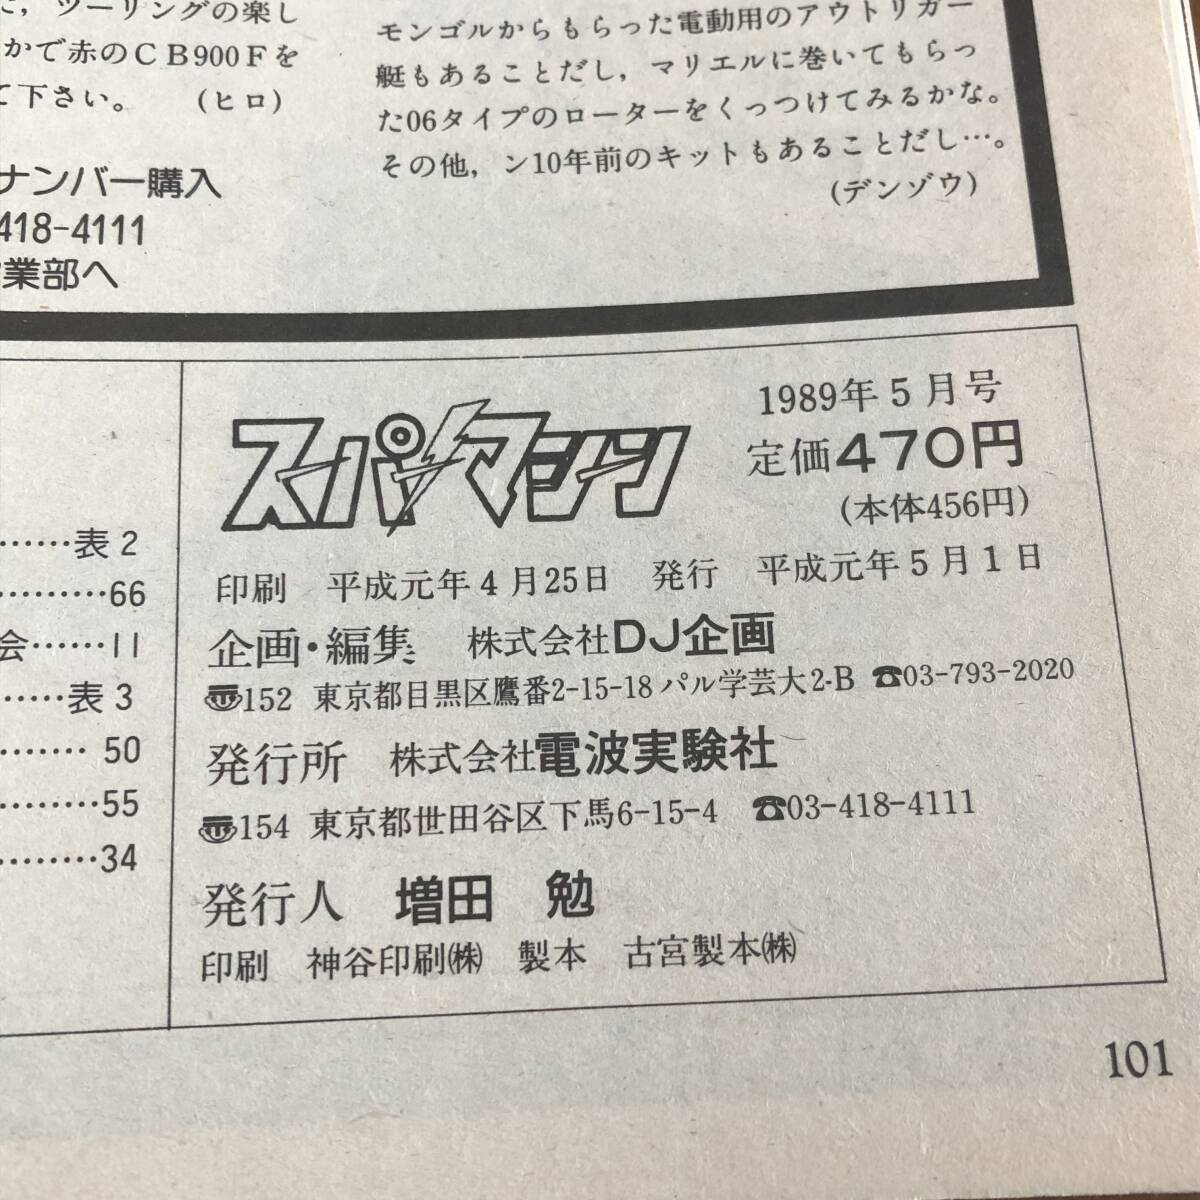 ツーリングの楽し
かで赤のＣＢ900Ｆを
て下さい。　(ヒロ)
ナンバー購入
418-4111
業部へ
モンゴルからもらった電動用のアウトリガー
艇もあることだし，マリエルに巻いてもらっ
た06タイプのローターをくっつけてみるかな。
その他，ン10年前のキットもあることだし…。
(デンゾウ)
……表2
………66
会……11
……表3
……… 50
………55
………34
スーパーマシン
1989年5月号
定価470円
(本体456円)
印刷　平成元年4月25日　発行　平成元年5月1日
企画・編集　株式会社DJ企画
〠152　東京都目黒区鷹番2-15-18パル学芸大2-B　☎03-793-2020
発行所　株式会社電波実験社
〠154　東京都世田谷区下馬6-15-4　☎03-418-4111
発行人　増田　勉
印刷　神谷印刷㈱　製本　古宮製本㈱
101